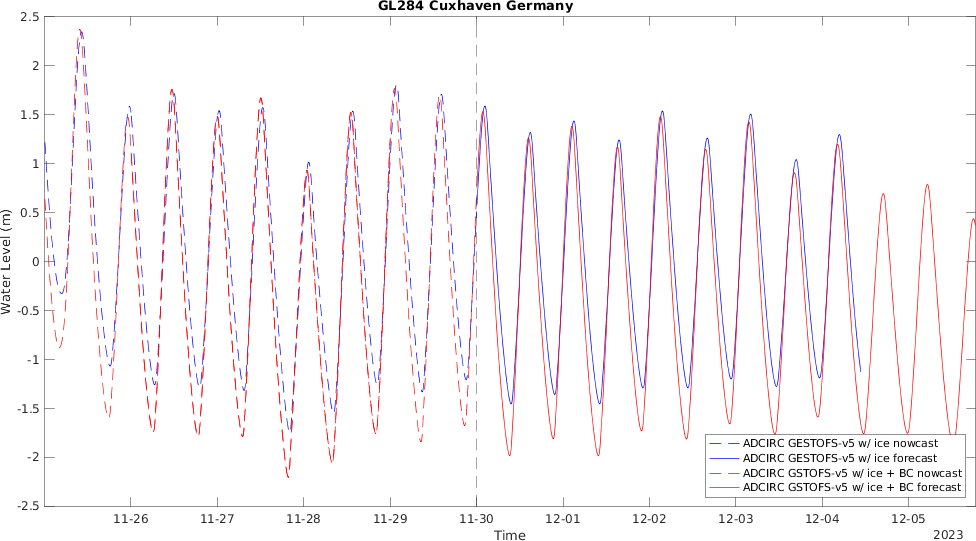 GL284 Cuxhaven Germany
2.5
2
1.5
1
0.5
0
-0.5
-1
-1.5
-2
-2.5
Water Level (m)
ADCIRC GESTOFS-v5 w/ ice nowcast
ADCIRC GESTOFS-v5 w/ ice forecast
ADCIRC GSTOFS-v5 w/ ice + BC nowcast
ADCIRC GSTOFS-v5 w/ ice + BC forecast
11-26 11-27 11-28 11-29 11-30 12-01 12-02 12-03 12-04 12-05
Time
2023